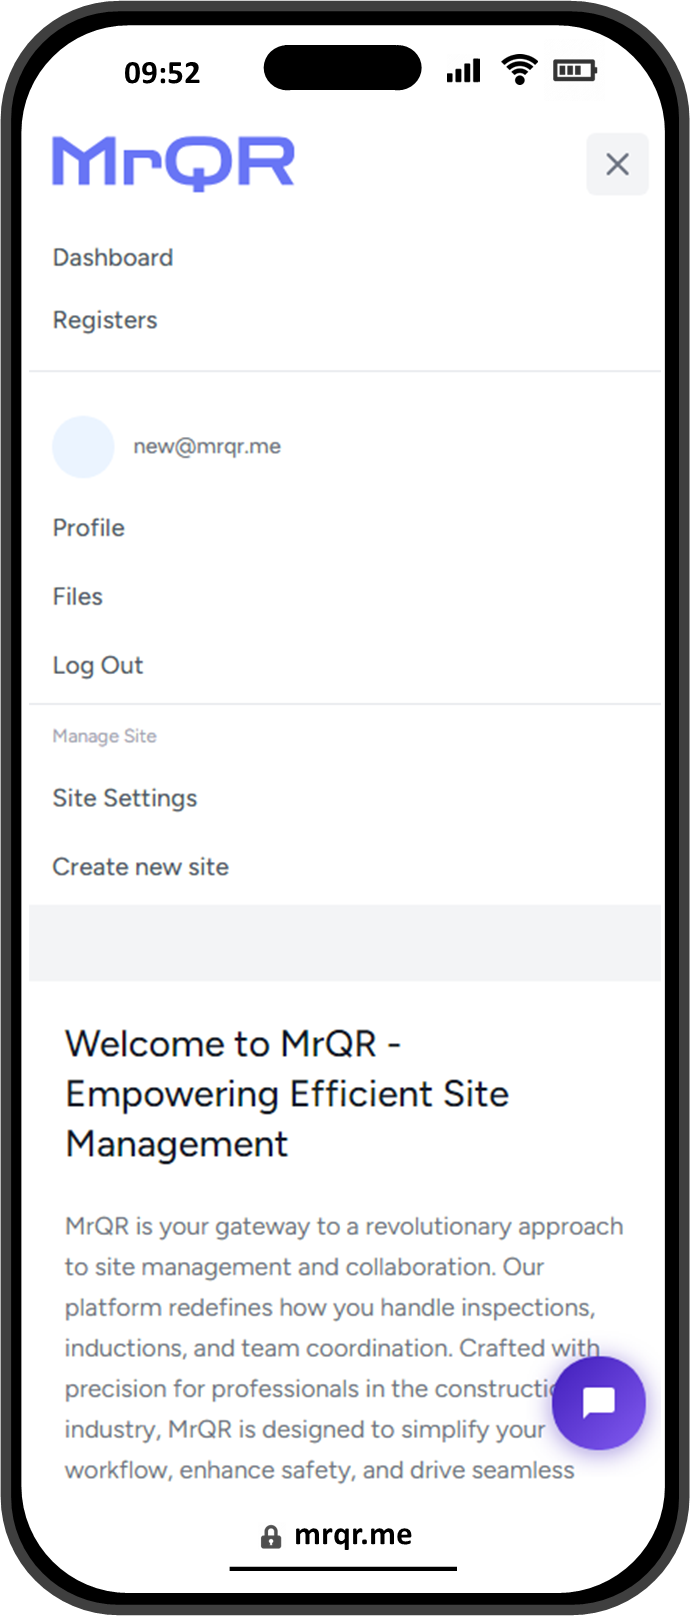 09:52
MrQR
Dashboard
Registers
new@mrqr.me
Profile
Files
Log Out
Manage Site
Site Settings
Create new site
Welcome to MrQR -
Empowering Efficient Site
Management
MrQR is your gateway to a revolutionary approach
to site management and collaboration. Our
platform redefines how you handle inspections,
inductions, and team coordination. Crafted with
precision for professionals in the constructi
industry, MrQR is designed to simplify your
workflow, enhance safety, and drive seamless
mrqr.me